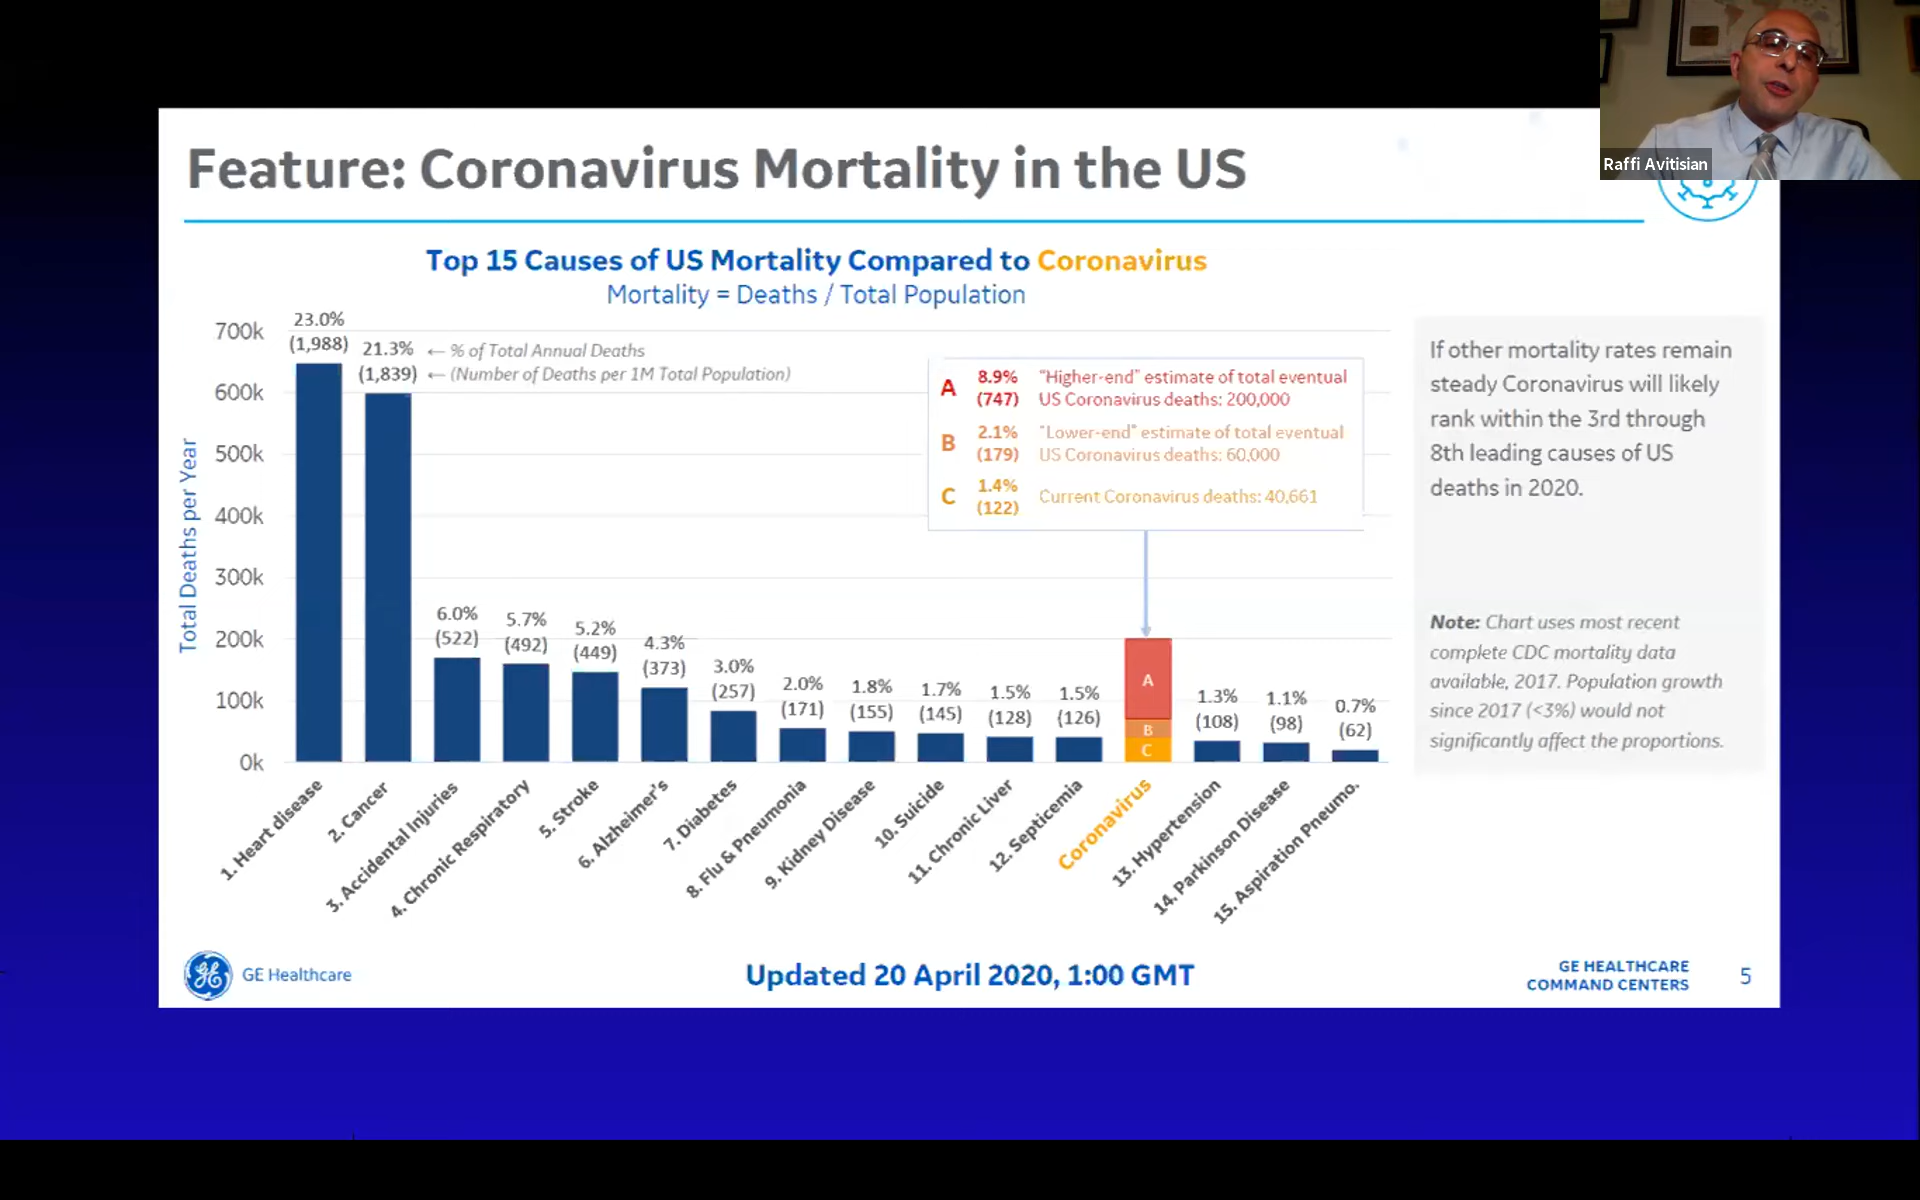 Raffi Avitisian
Feature: Coronavirus Mortality in the US
Top 15 Causes of US Mortality Compared to Coronavirus
Mortality = Deaths / Total Population
Total Deaths per Year
700k
600k
500k
400k
300k
200k
100k
0k
23.0%
(1,988)
21.3%
(1,839)
← % of Total Annual Deaths
← (Number of Deaths per 1M Total Population)
6.0%
(522)
5.7%
(492)
5.2%
(449)
4.3%
(373)
3.0%
(257)
2.0%
(171)
1.8%
(155)
1.7%
(145)
1.5%
(128)
1.5%
(126)
1.3%
(108)
1.1%
(98)
0.7%
(62)
A 8.9% "Higher-end" estimate of total eventual
(747) US Coronavirus deaths: 200,000
B 2.1% "Lower-end" estimate of total eventual
(179) US Coronavirus deaths: 60,000
C 1.4% Current Coronavirus deaths: 40,661
(122)
A
B
C
1. Heart disease
2. Cancer
3. Accidental Injuries
4. Chronic Respiratory
5. Stroke
6. Alzheimer's
7. Diabetes
8. Flu & Pneumonia
9. Kidney Disease
10. Suicide
11. Chronic Liver
12. Septicemia
Coronavirus
13. Hypertension
14. Parkinson Disease
15. Aspiration Pneumo.
If other mortality rates remain
steady Coronavirus will likely
rank within the 3rd through
8th leading causes of US
deaths in 2020.
Note: Chart uses most recent
complete CDC mortality data
available, 2017. Population growth
since 2017 (<3%) would not
significantly affect the proportions.
GE Healthcare
Updated 20 April 2020, 1:00 GMT
GE HEALTHCARE
COMMAND CENTERS
5